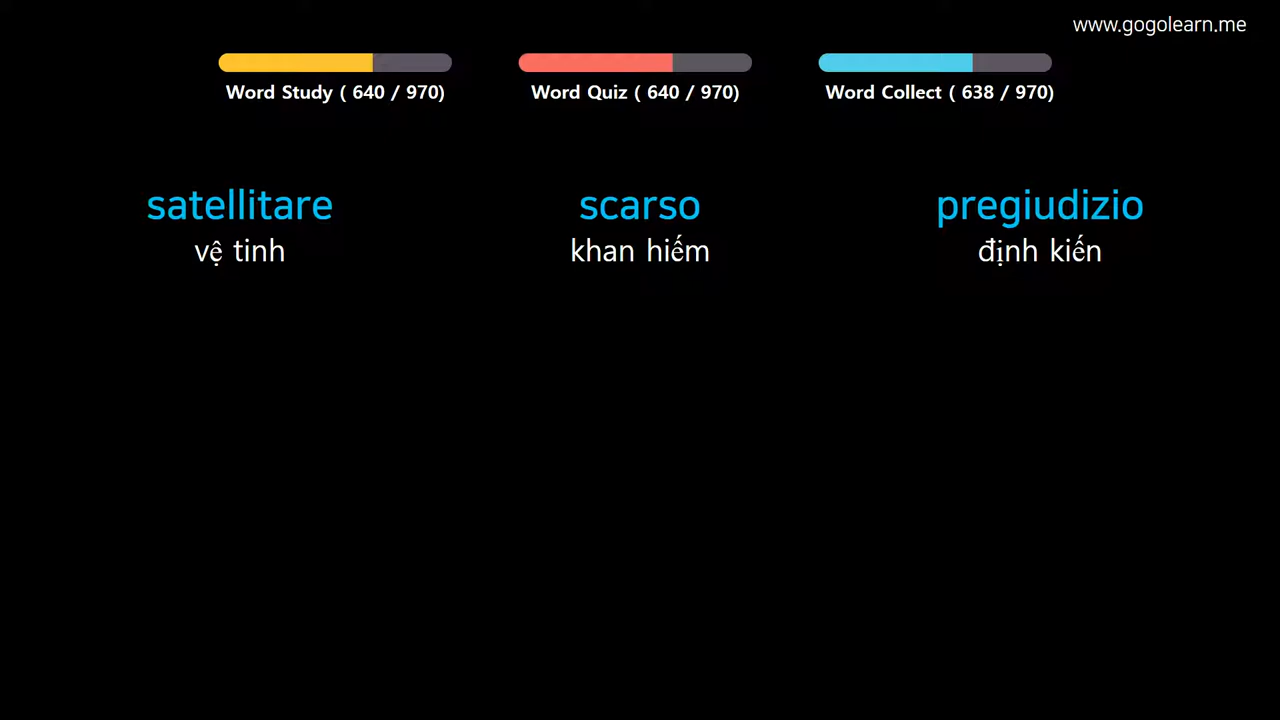 www.gogolearn.me
Word Study ( 640 / 970)
Word Quiz ( 640 / 970)
Word Collect ( 638 / 970)
satellitare
vệ tinh
scarso
khan hiếm
pregiudizio
định kiến